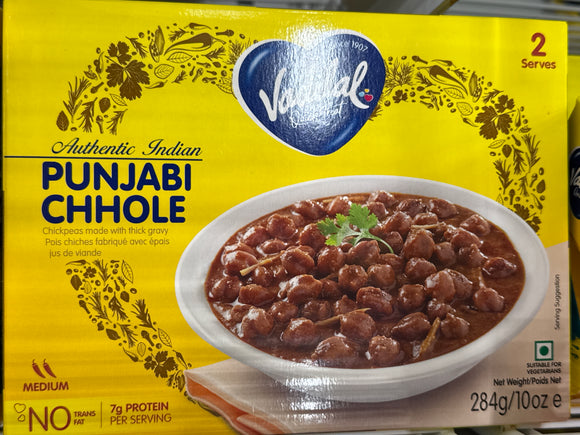 Since 1907
Vadilal
2
Serves
Authentic Indian
PUNJABI
CHHOLE
Chickpeas made with thick gravy
Pois chiches fabriqué avec épais
jus de viande
Serving Suggestion
MEDIUM
NO TRANS
FAT
7g PROTEIN
PER SERVING
SUITABLE FOR
VEGETARIANS
Net Weight/Poids Net
284g/10oz e